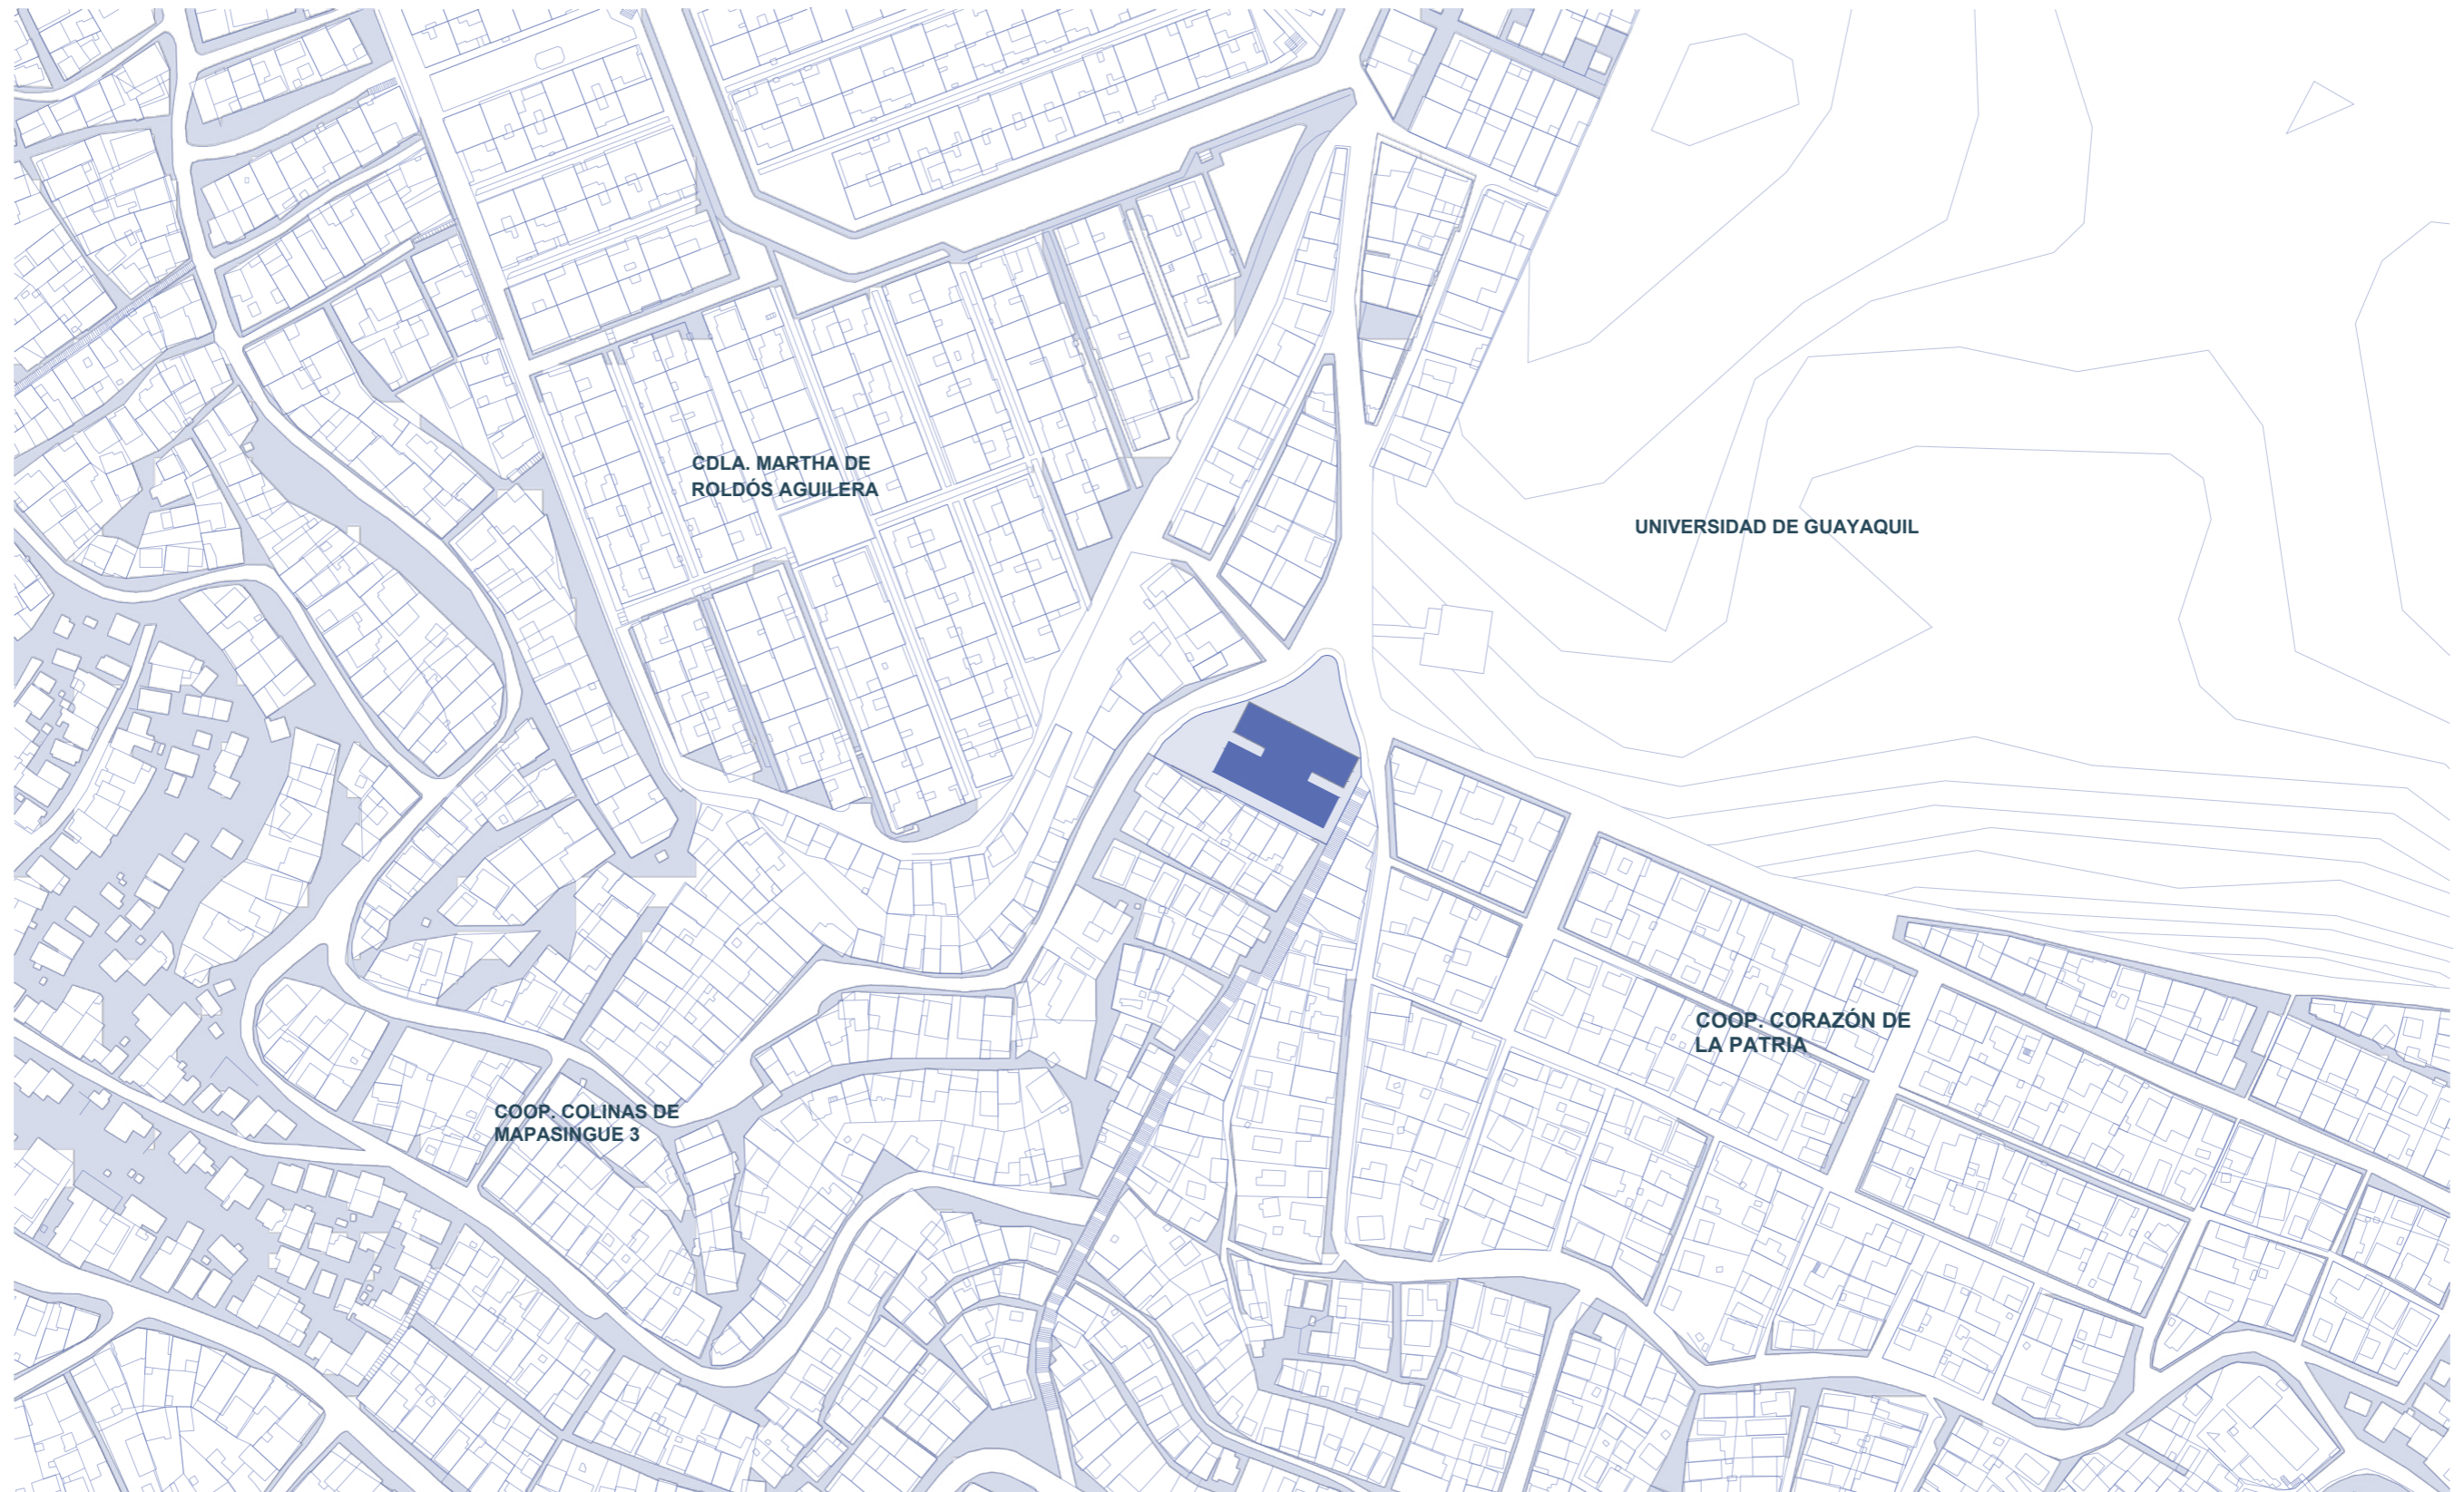 CDLA. MARTHA DE
ROLDÓS AGUILERA
UNIVERSIDAD DE GUAYAQUIL
COOP. CORAZÓN DE
LA PATRIA
COOP. COLINAS DE
MAPASINGUE 3